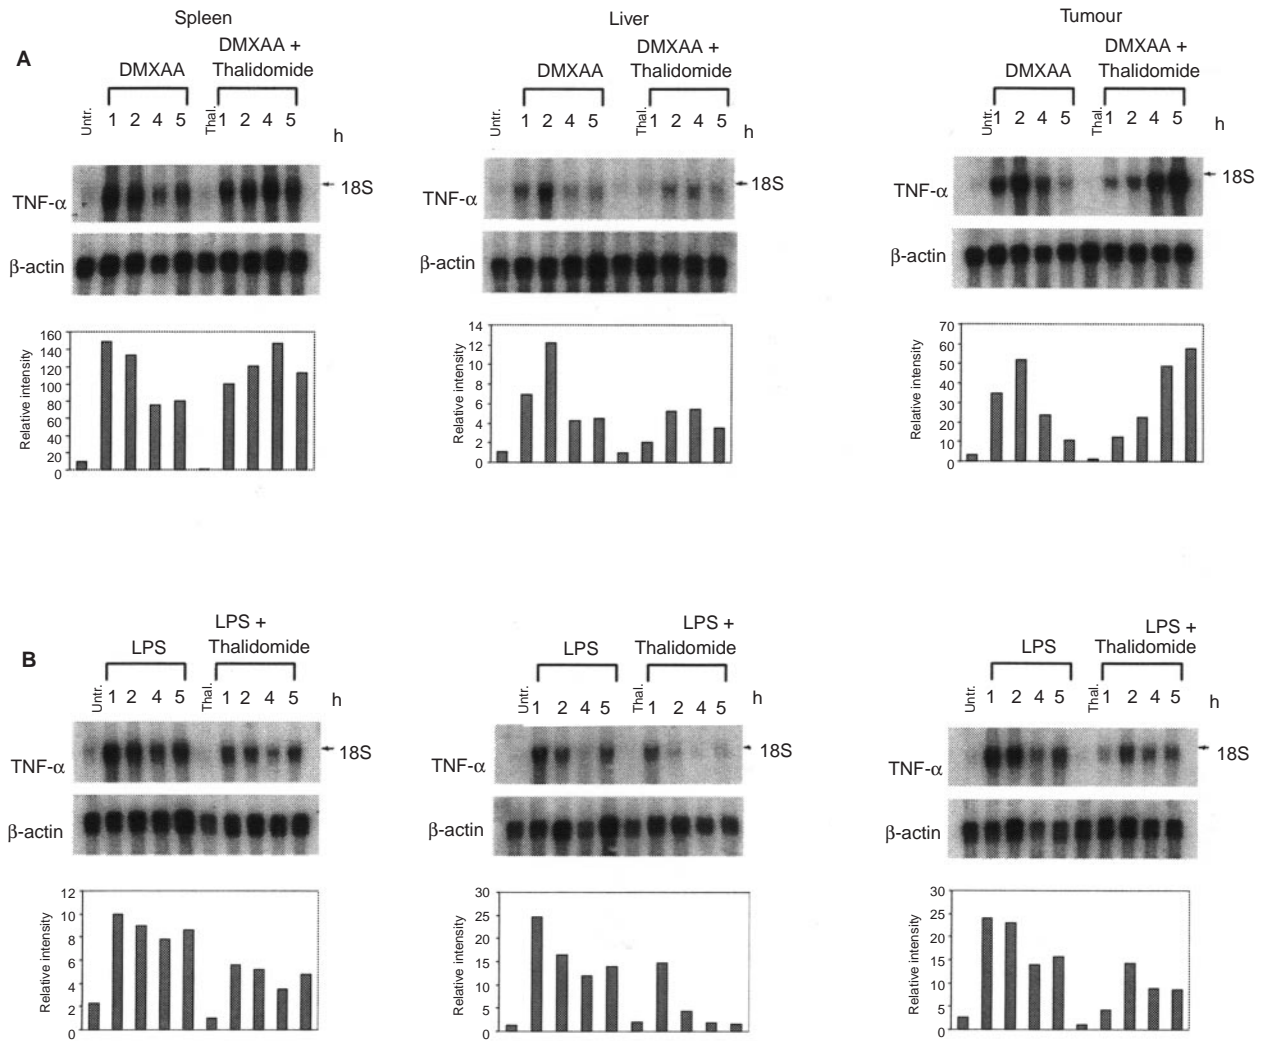 Spleen
Liver
Tumour
A
DMXAA
DMXAA +
Thalidomide
Untr.
1 2 4 5
Thal.
1 2 4 5
h
TNF-α
18S
β-actin
Relative intensity
160
140
120
100
80
60
40
20
0
DMXAA
DMXAA +
Thalidomide
Untr.
1 2 4 5
Thal.
1 2 4 5
h
TNF-α
18S
β-actin
Relative intensity
14
12
10
8
6
4
2
0
DMXAA
DMXAA +
Thalidomide
Untr.
1 2 4 5
Thal.
1 2 4 5
h
TNF-α
18S
β-actin
Relative intensity
70
60
50
40
30
20
10
0
B
LPS
LPS +
Thalidomide
Untr.
1 2 4 5
Thal.
1 2 4 5
h
TNF-α
18S
β-actin
Relative intensity
12
10
8
6
4
2
0
LPS
LPS +
Thalidomide
Untr.
1 2 4 5
Thal.
1 2 4 5
h
TNF-α
18S
β-actin
Relative intensity
30
25
20
15
10
5
0
LPS
LPS +
Thalidomide
Untr.
1 2 4 5
Thal.
1 2 4 5
h
TNF-α
18S
β-actin
Relative intensity
30
25
20
15
10
5
0